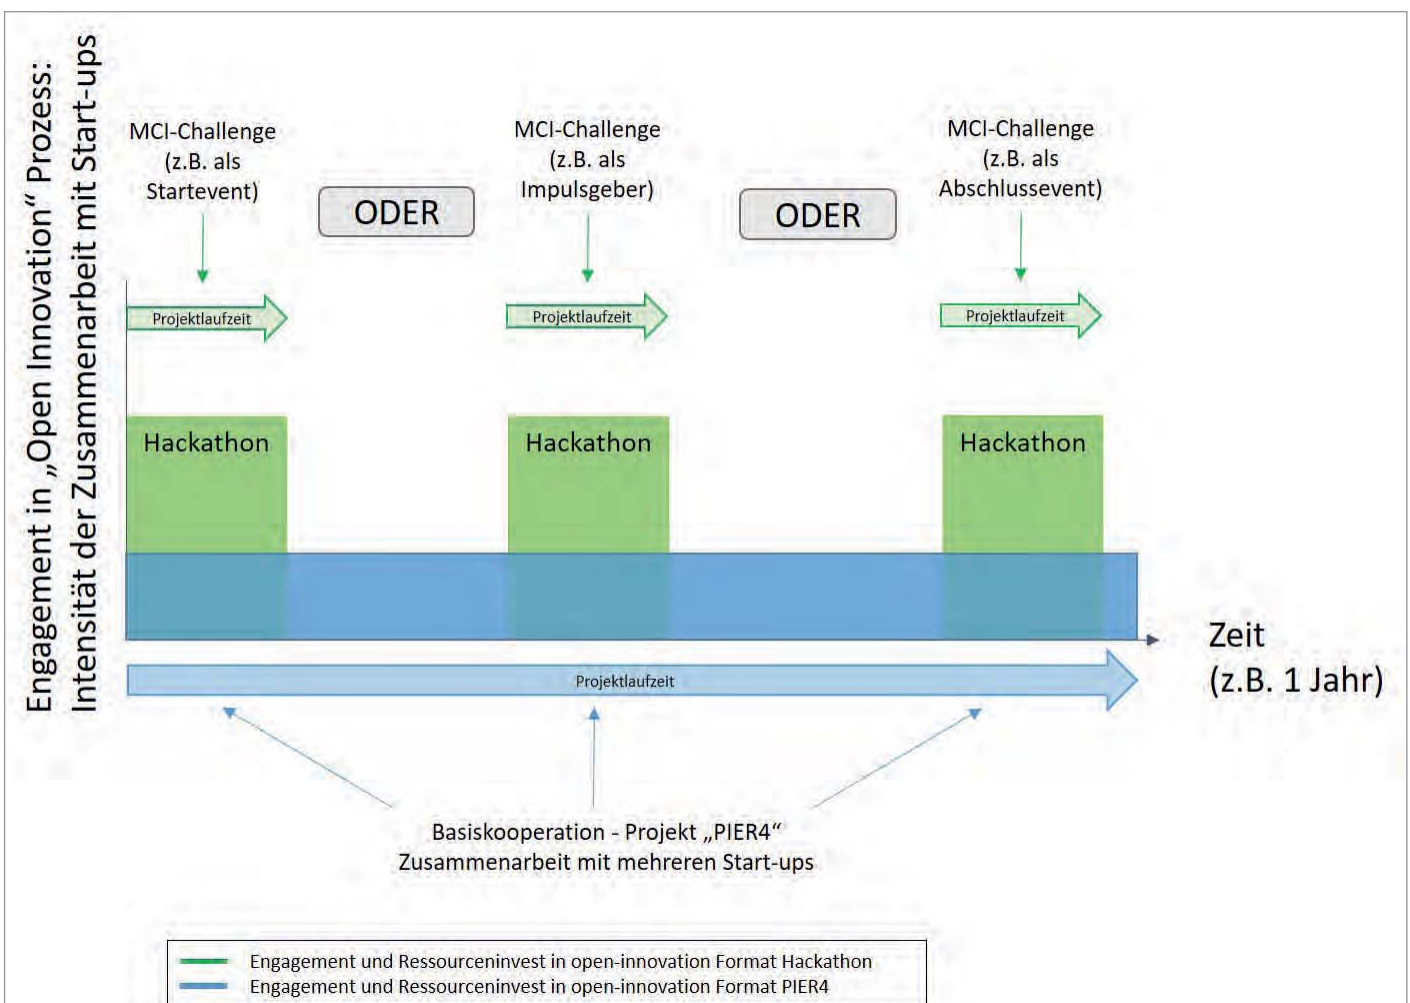 Engagement in „Open Innovation“ Prozess:
Intensität der Zusammenarbeit mit Start-ups
MCI-Challenge
(z.B. als
Startevent)
ODER
MCI-Challenge
(z.B. als
Impulsgeber)
ODER
MCI-Challenge
(z.B. als
Abschlussevent)
Projektlaufzeit
Projektlaufzeit
Projektlaufzeit
Hackathon
Hackathon
Hackathon
Zeit
(z.B. 1 Jahr)
Projektlaufzeit
Basiskooperation - Projekt „PIER4“
Zusammenarbeit mit mehreren Start-ups
Engagement und Ressourceninvest in open-innovation Format Hackathon
Engagement und Ressourceninvest in open-innovation Format PIER4